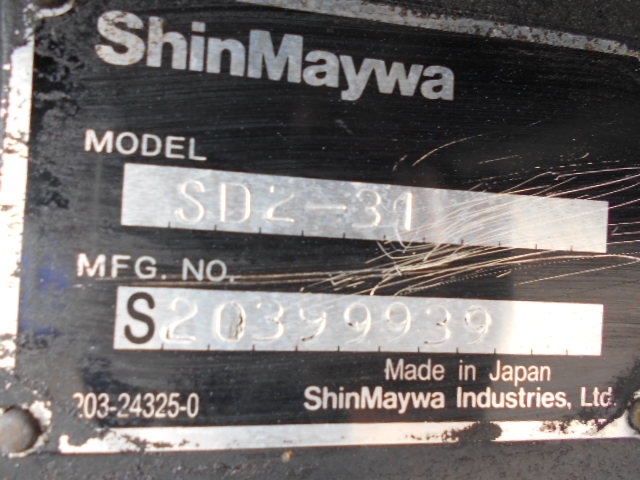 ShinMaywa
MODEL
SD2-31
MFG. NO.
S20399939
Made in Japan
203-24325-0
ShinMaywa Industries, Ltd.